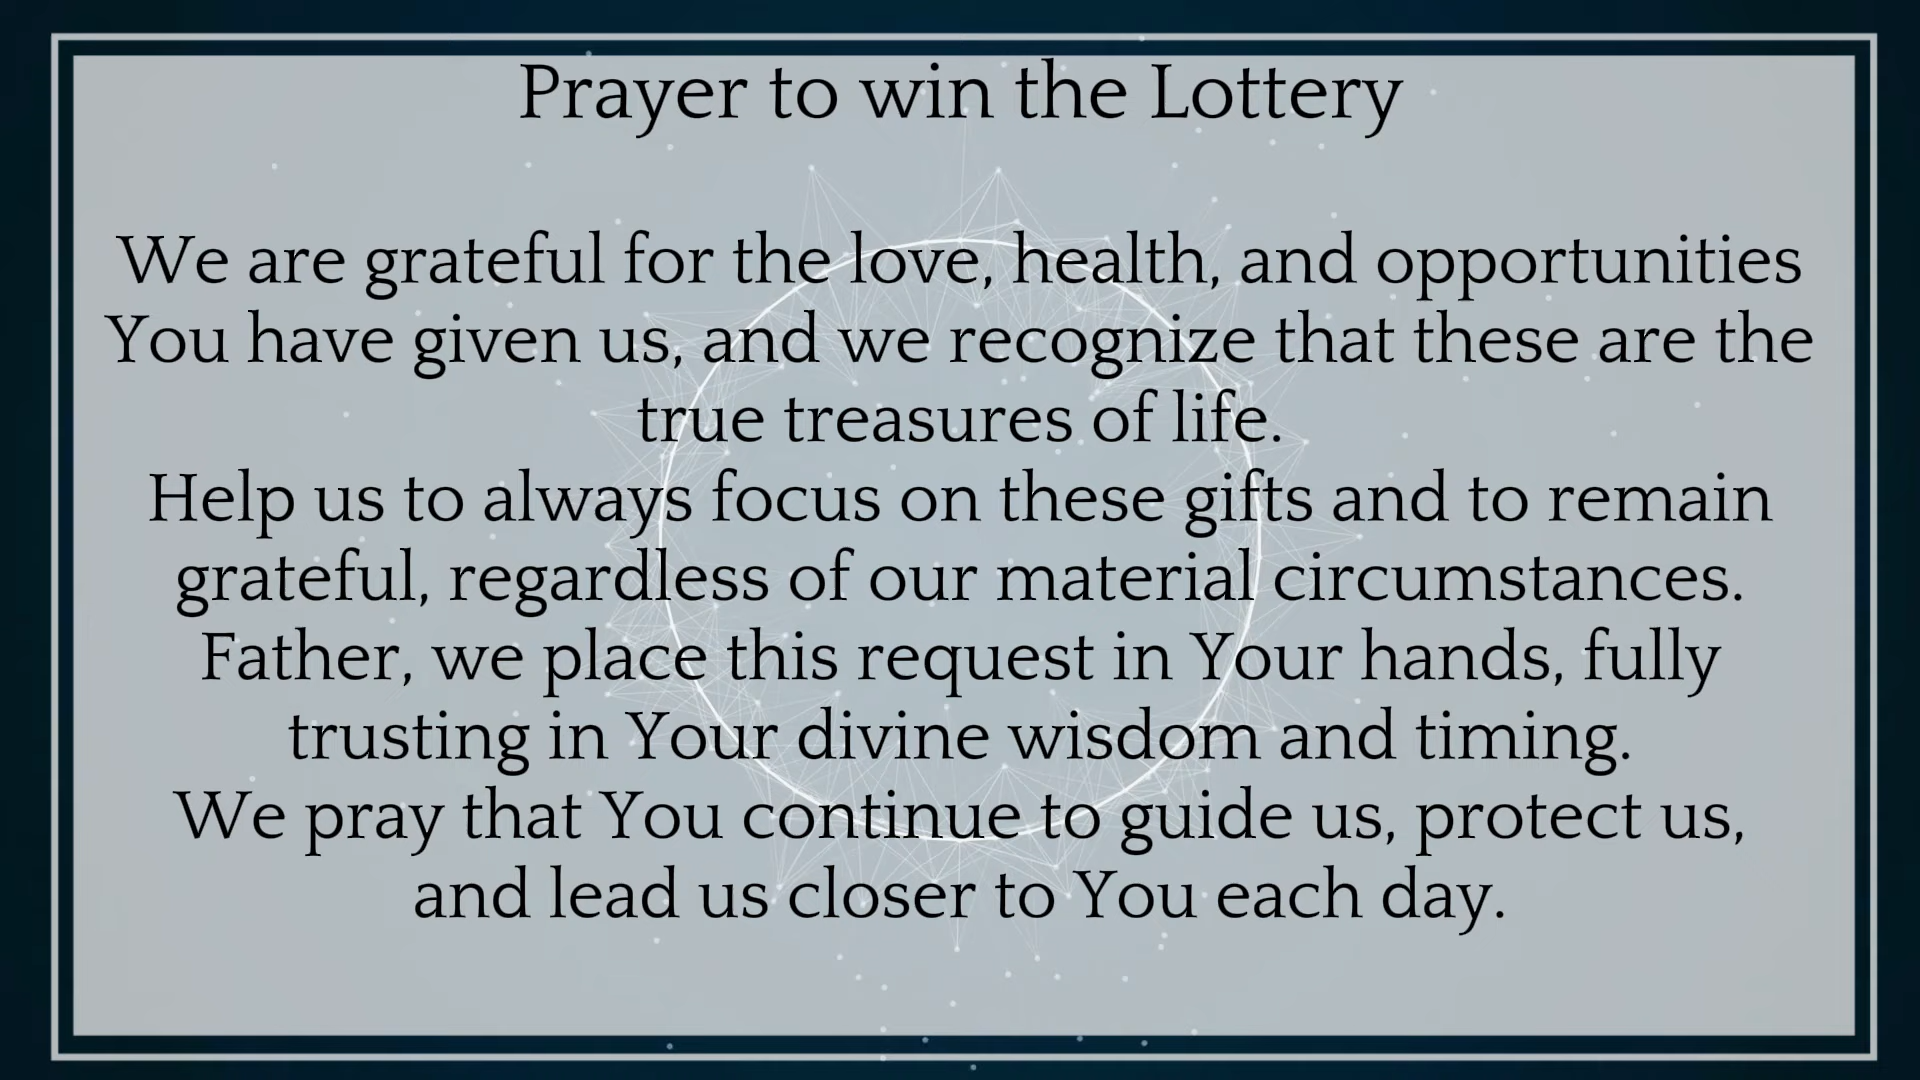 Prayer to win the Lottery
We are grateful for the love, health, and opportunities
You have given us, and we recognize that these are the
true treasures of life.
Help us to always focus on these gifts and to remain
grateful, regardless of our material circumstances.
Father, we place this request in Your hands, fully
trusting in Your divine wisdom and timing.
We pray that You continue to guide us, protect us,
and lead us closer to You each day.